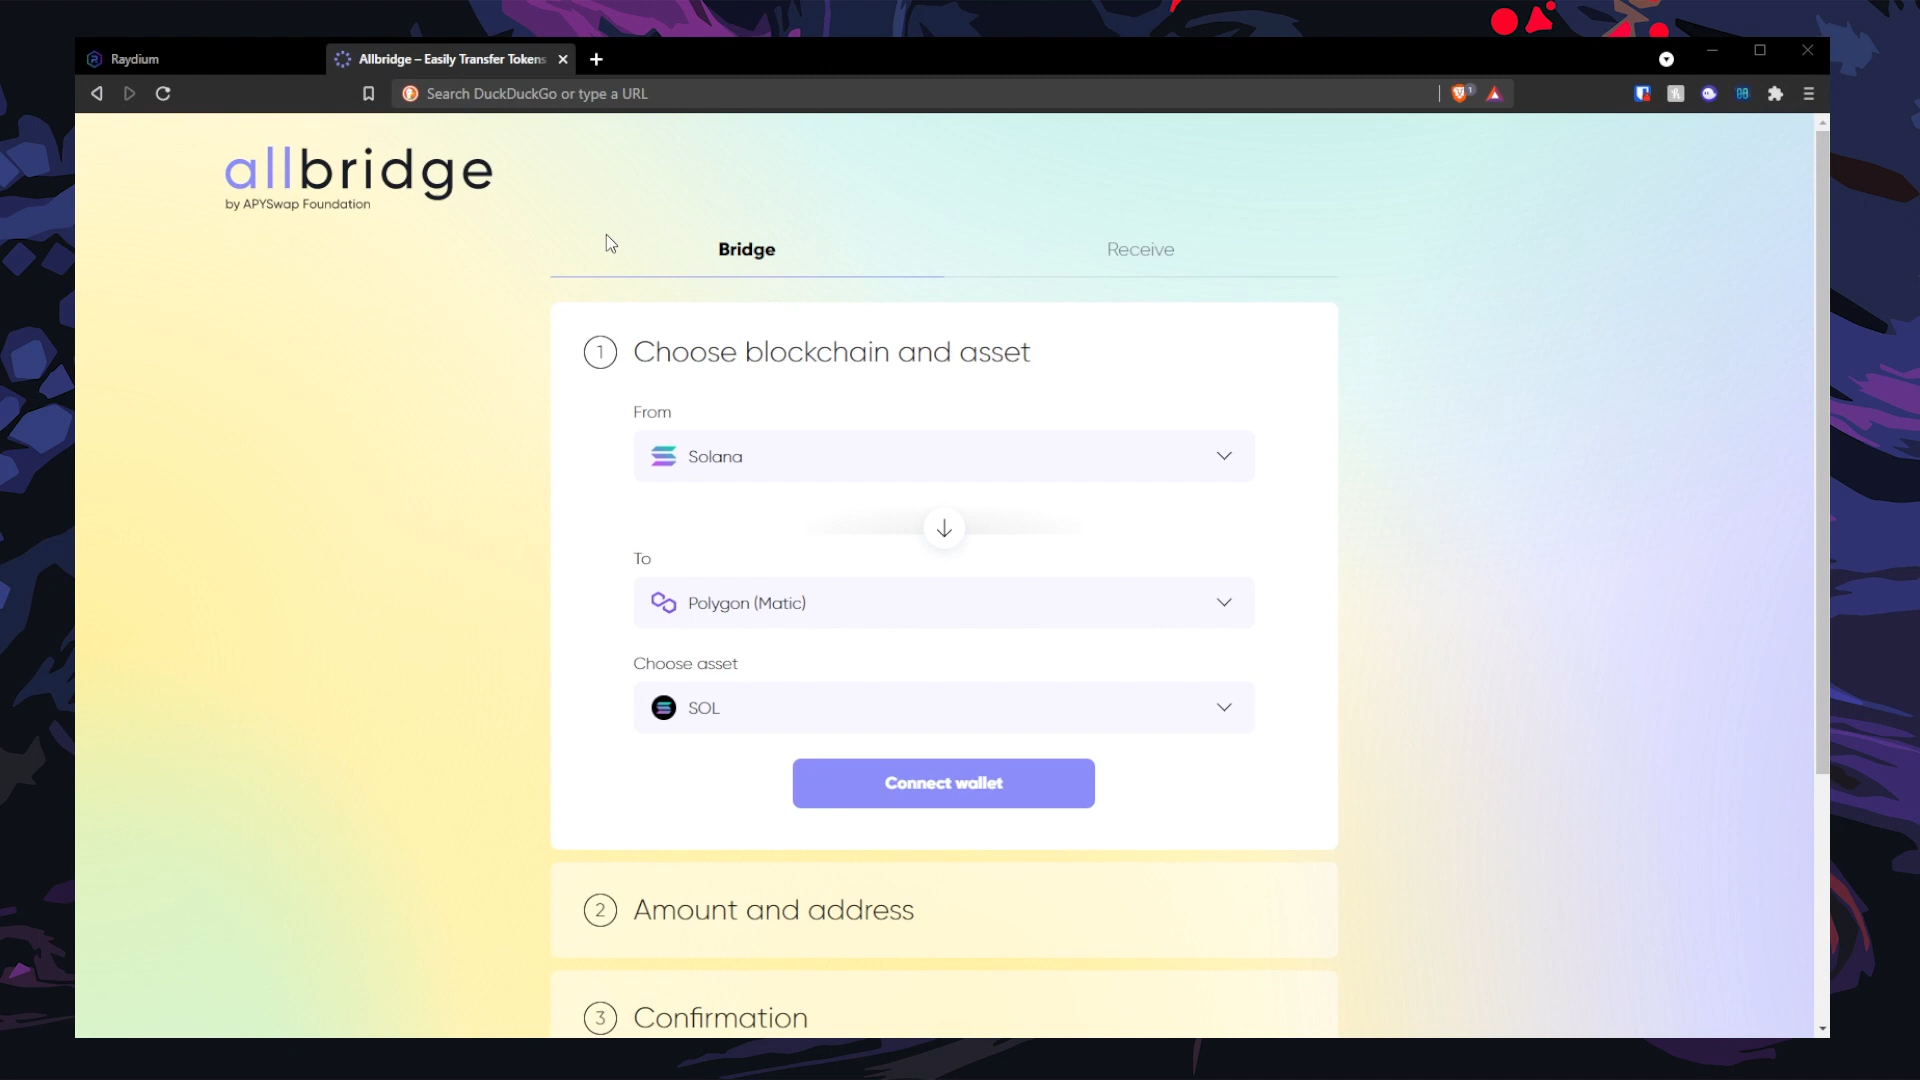 Raydium
Allbridge – Easily Transfer Tokens
Search DuckDuckGo or type a URL
1
allbridge
by APYSwap Foundation
Bridge
Receive
1 Choose blockchain and asset
From
Solana
To
Polygon (Matic)
Choose asset
SOL
Connect wallet
2 Amount and address
3 Confirmation